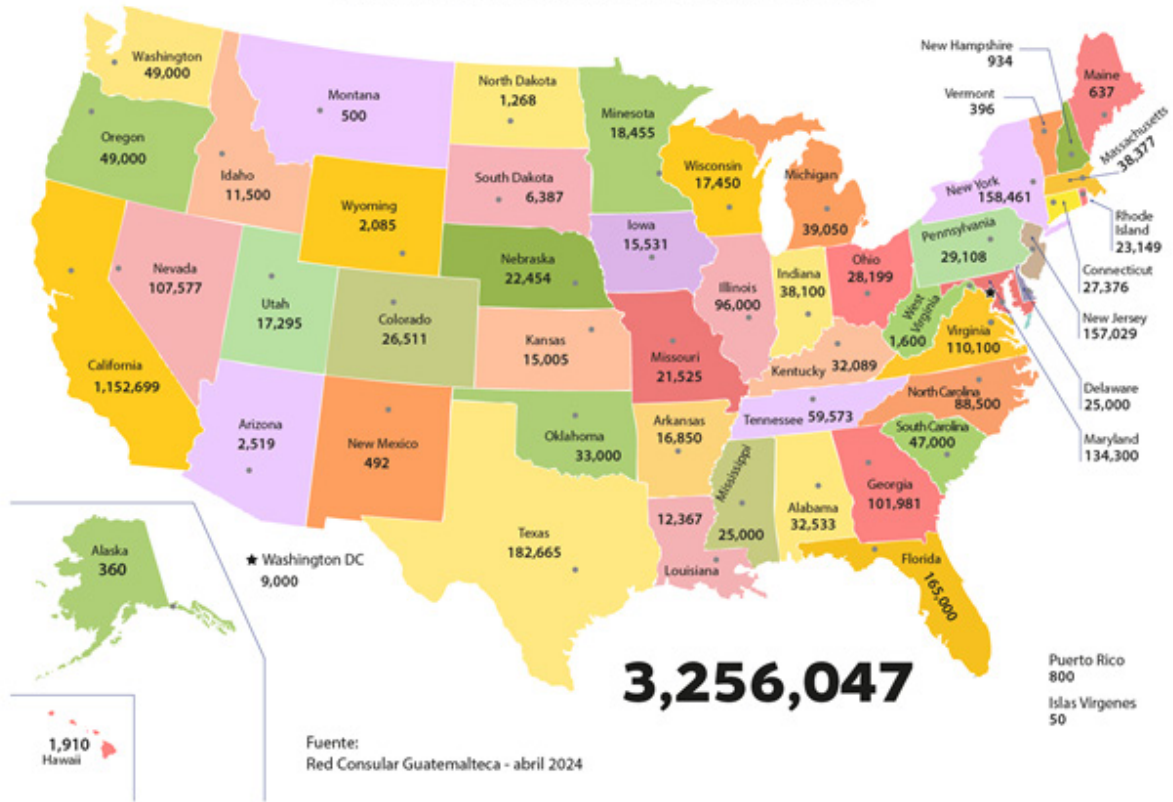 Washington
49,000
Oregon
49,000
California
1,152,699
Idaho
11,500
Nevada
107,577
Montana
500
Wyoming
2,085
Utah
17,295
Colorado
26,511
Arizona
2,519
New Mexico
492
North Dakota
1,268
South Dakota
6,387
Nebraska
22,454
Kansas
15,005
Oklahoma
33,000
Texas
182,665
Minesota
18,455
Iowa
15,531
Missouri
21,525
Arkansas
16,850
12,367
Louisiana
Wisconsin
17,450
Illinois
96,000
Michigan
39,050
Indiana
38,100
Ohio
28,199
Kentucky 32,089
Tennessee 59,573
Mississippi
25,000
Alabama
32,533
Georgia
101,981
Florida
165,000
South Carolina
47,000
North Carolina
88,500
Virginia
110,100
West
Virginia
1,600
Pennsylvania
29,108
New York
158,461
New Hampshire
934
Vermont
396
Maine
637
Massachusetts
38,377
Rhode
Island
23,149
Connecticut
27,376
New Jersey
157,029
Delaware
25,000
Maryland
134,300
Alaska
360
★ Washington DC
9,000
1,910
Hawaii
3,256,047
Puerto Rico
800
Islas Virgenes
50
Fuente:
Red Consular Guatemalteca - abril 2024